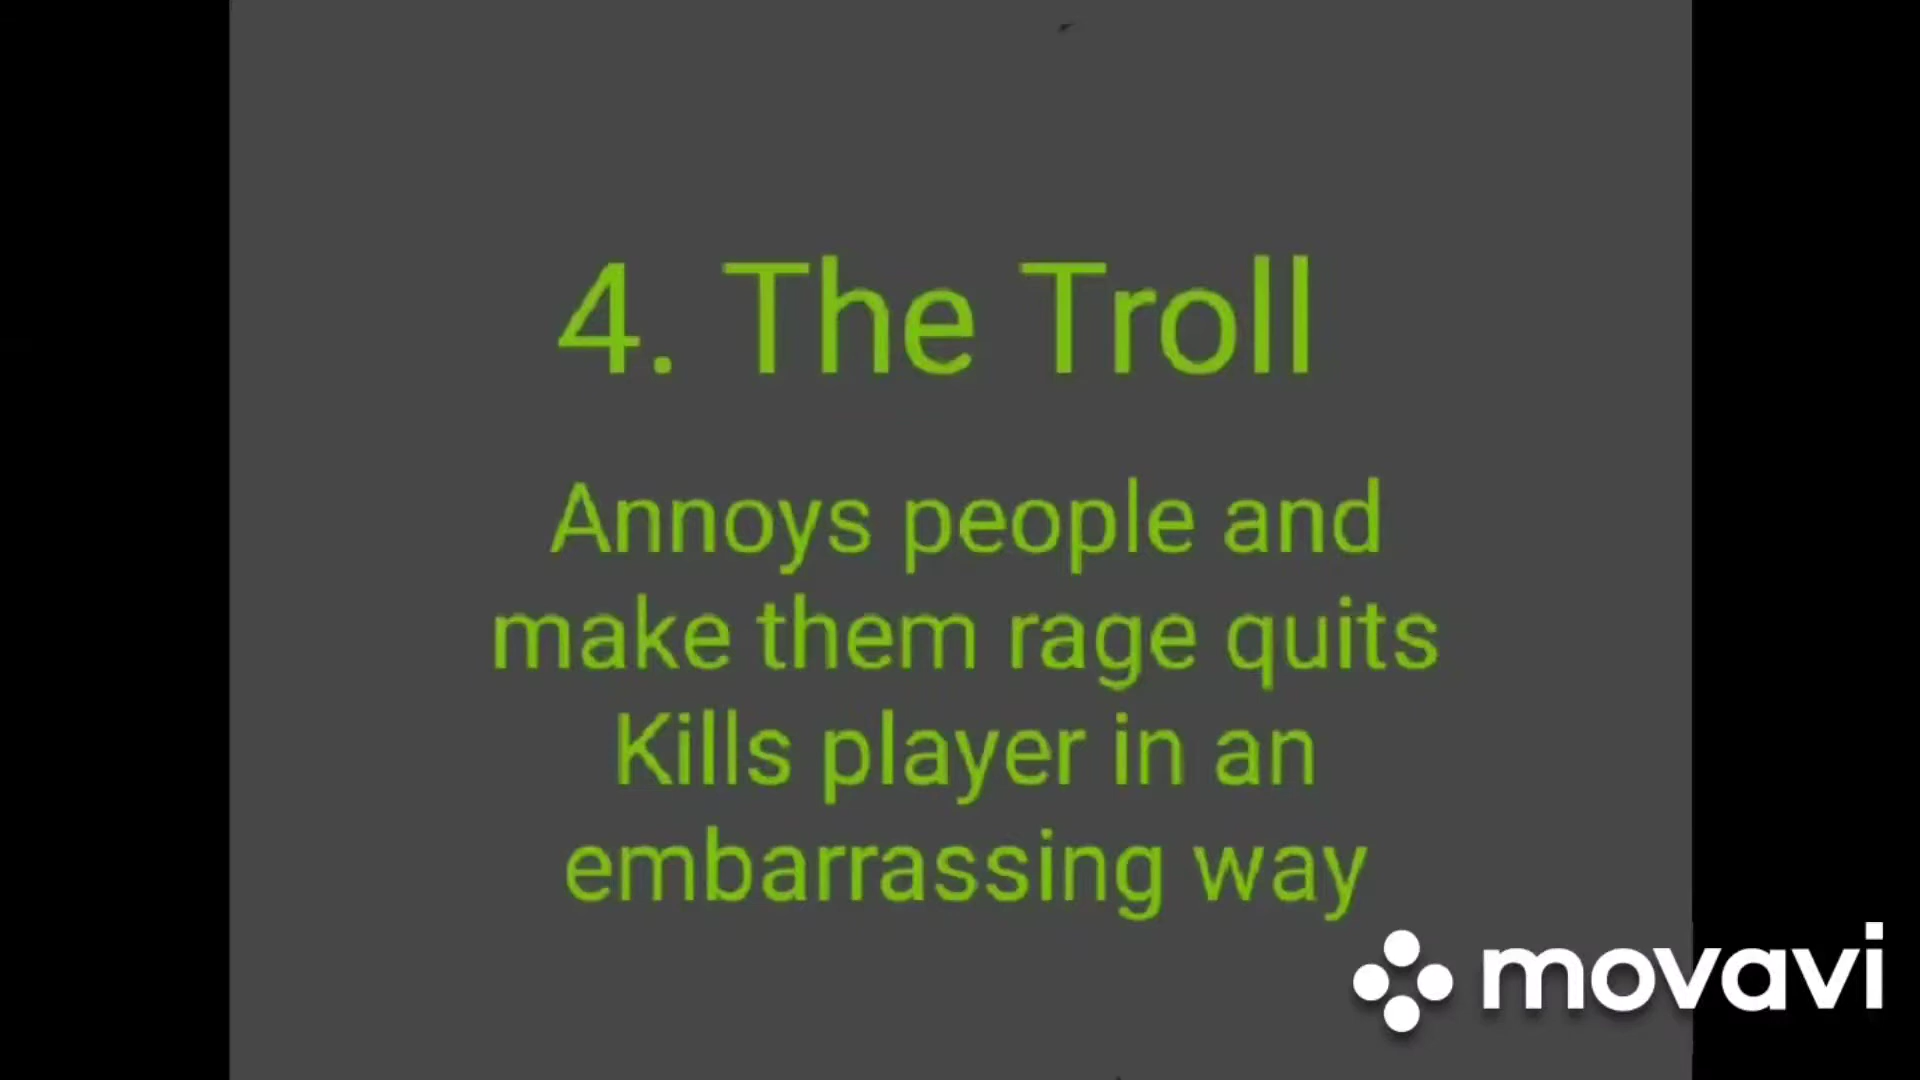 4. The Troll
Annoys people and
make them rage quits
Kills player in an
embarrassing way
movavi